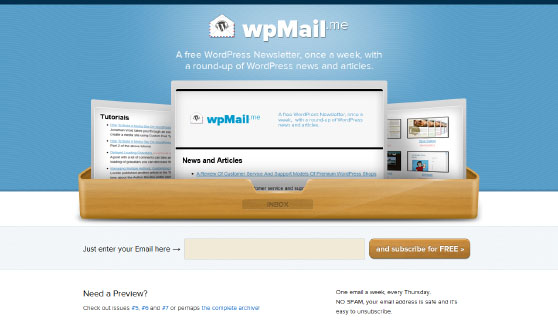 wpMail.me
A free WordPress Newsletter, once a week, with
a round-up of WordPress news and articles.
Tutorials
wpMail.me
A free WordPress Newsletter, once a
week, with a round-up of WordPress
news and articles.
News and Articles
A Review Of Customer Service And Support Models Of Premium WordPress Shops
INBOX
Just enter your Email here →
and subscribe for FREE »
Need a Preview?
Check out issues #5, #6 and #7 or perhaps the complete archive!
One email a week, every Thursday.
NO SPAM, your email address is safe and it's
easy to unsubscribe.